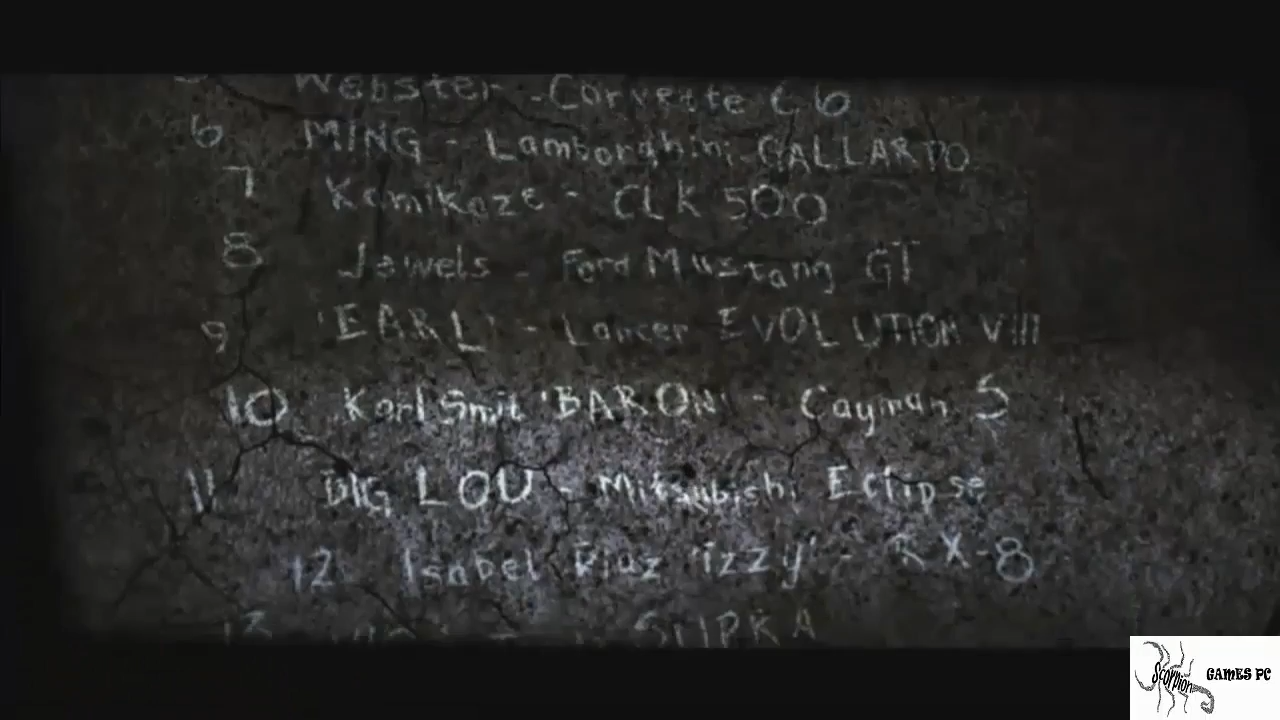 Webster - Corvette C6
6 MING - Lamborghini GALLARDO
7 Kamikaze - CLK 500
8 Jewels - Ford Mustang GT
9 'EARL' - Lancer EVOLUTION VIII
10 Karl Smit 'BARON' - Cayman S
11 BIG LOU - Mitsubishi Eclipse
12 Isabel Diaz 'izzy' - RX-8
13
Scorpion GAMES PC